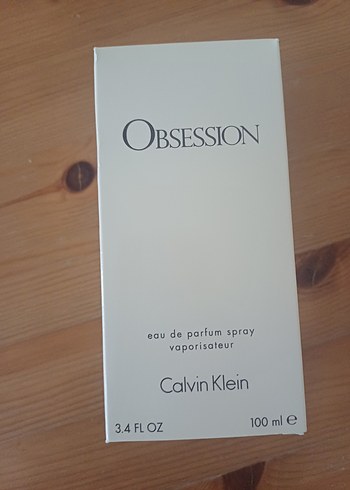 OBSESSION
eau de parfum spray
vaporisateur
Calvin Klein
3.4 FL OZ 100 ml ℮